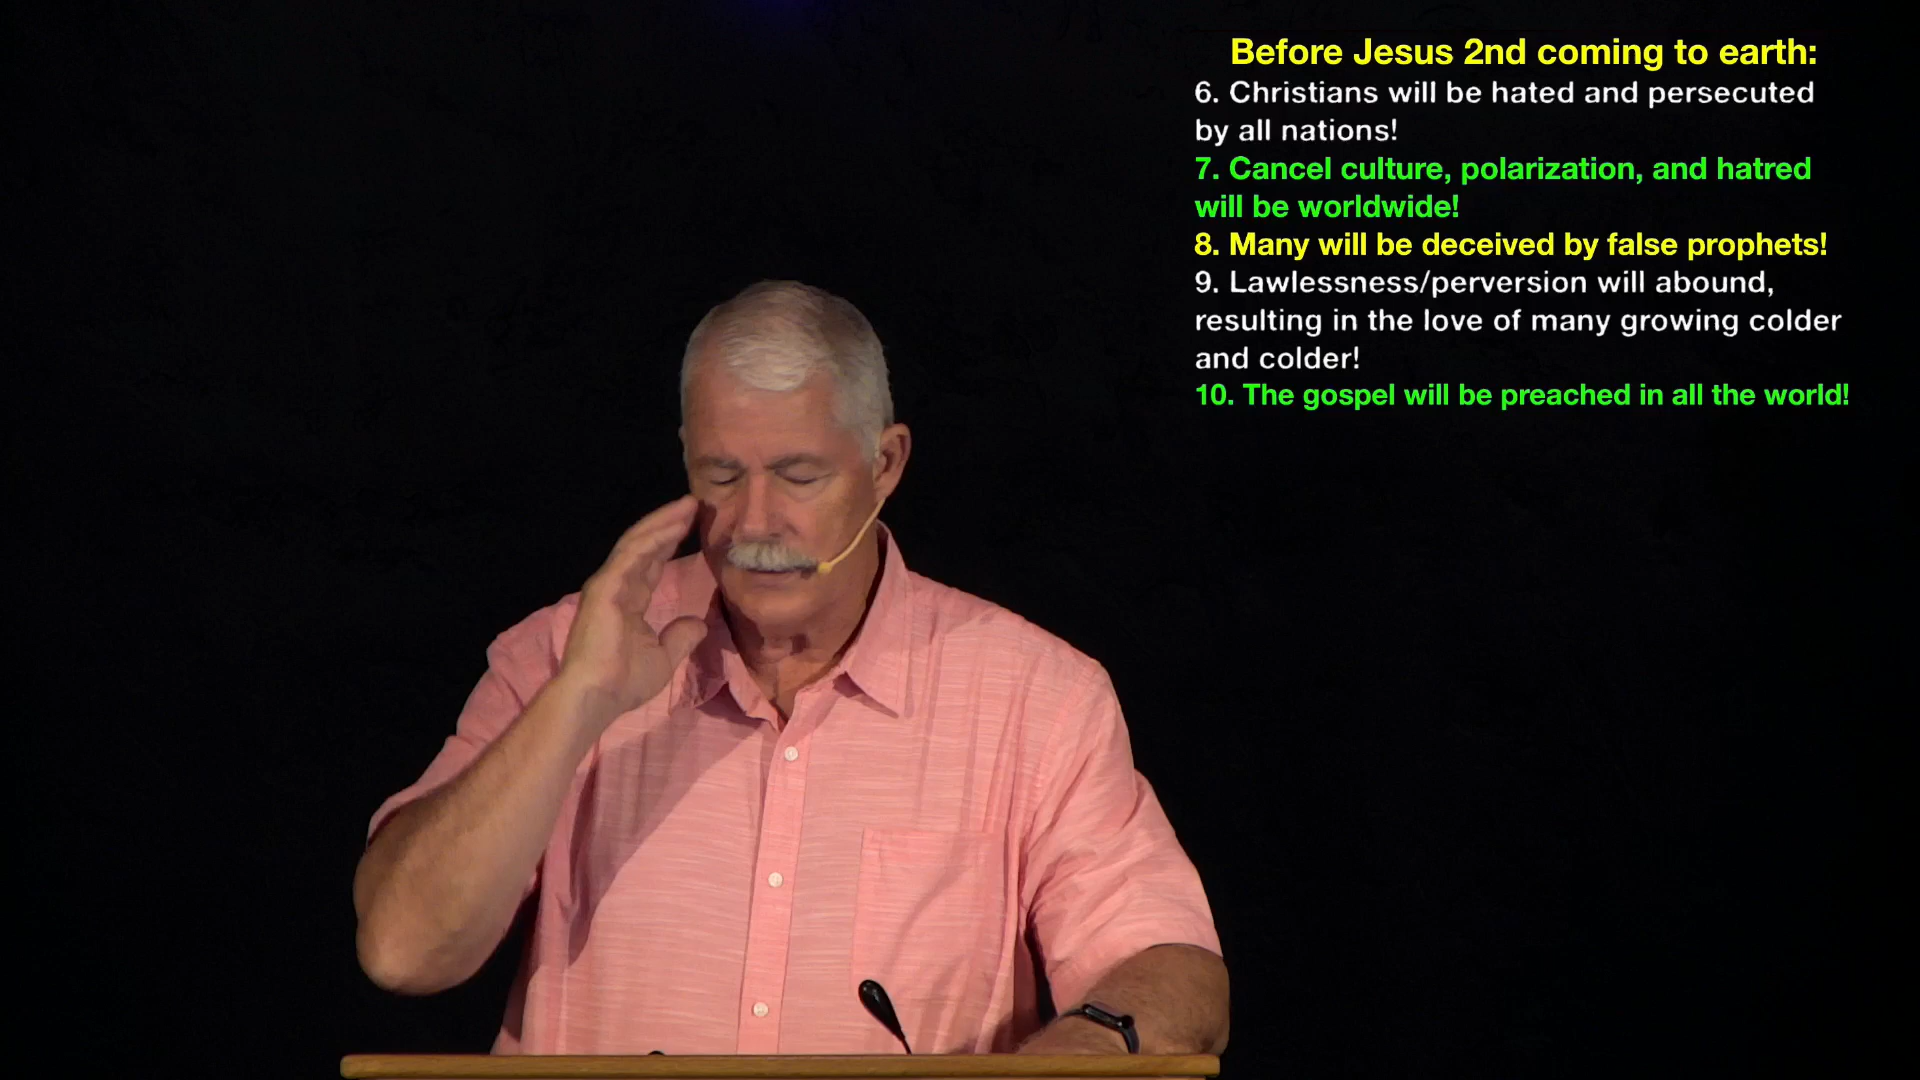 Before Jesus 2nd coming to earth:
6. Christians will be hated and persecuted
by all nations!
7. Cancel culture, polarization, and hatred
will be worldwide!
8. Many will be deceived by false prophets!
9. Lawlessness/perversion will abound,
resulting in the love of many growing colder
and colder!
10. The gospel will be preached in all the world!